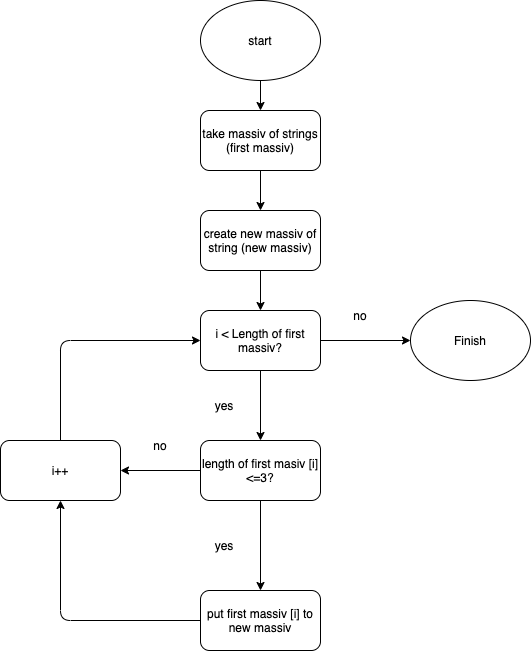 start
take massiv of strings
(first massiv)
create new massiv of
string (new massiv)
i < Length of first
massiv?
no
Finish
yes
length of first masiv [i]
<=3?
no
i++
yes
put first massiv [i] to
new massiv